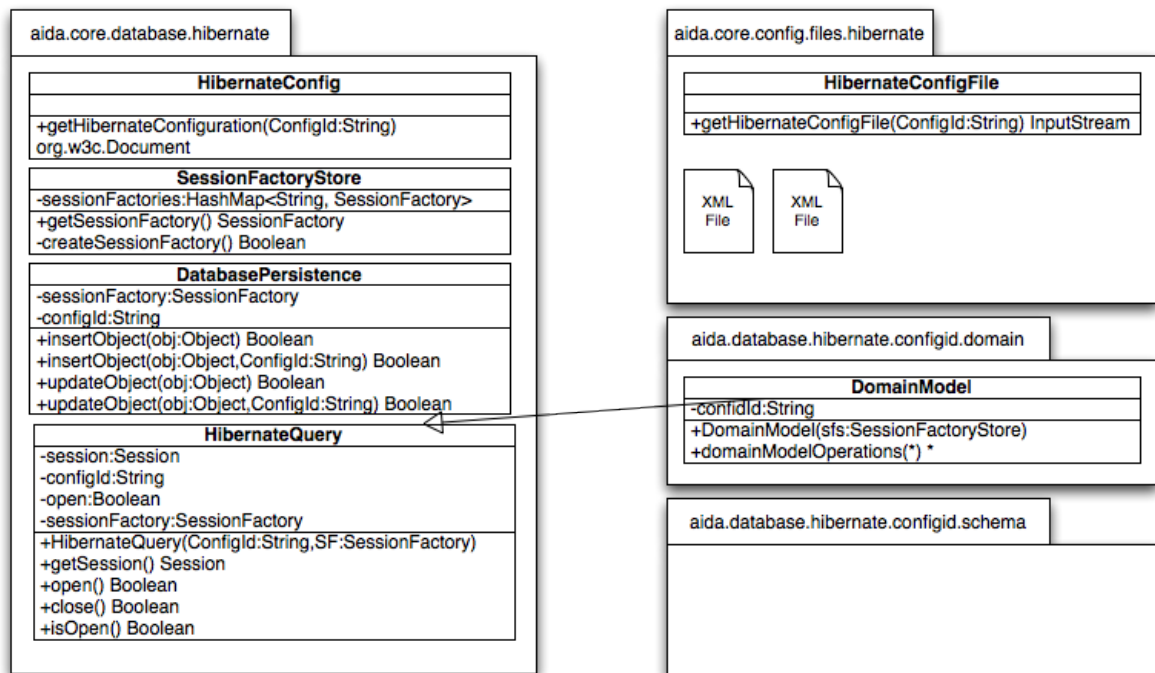 aida.core.database.hibernate
HibernateConfig
+getHibernateConfiguration(ConfigId:String)
org.w3c.Document
SessionFactoryStore
-sessionFactories:HashMap<String, SessionFactory>
+getSessionFactory() SessionFactory
-createSessionFactory() Boolean
DatabasePersistence
-sessionFactory:SessionFactory
-configId:String
+insertObject(obj:Object) Boolean
+insertObject(obj:Object,ConfigId:String) Boolean
+updateObject(obj:Object) Boolean
+updateObject(obj:Object,ConfigId:String) Boolean
HibernateQuery
-session:Session
-configId:String
-open:Boolean
-sessionFactory:SessionFactory
+HibernateQuery(ConfigId:String,SF:SessionFactory)
+getSession() Session
+open() Boolean
+close() Boolean
+isOpen() Boolean
aida.core.config.files.hibernate
HibernateConfigFile
+getHibernateConfigFile(ConfigId:String) InputStream
XML
File
XML
File
aida.database.hibernate.configid.domain
DomainModel
-confidId:String
+DomainModel(sfs:SessionFactoryStore)
+domainModelOperations(*) *
aida.database.hibernate.configid.schema